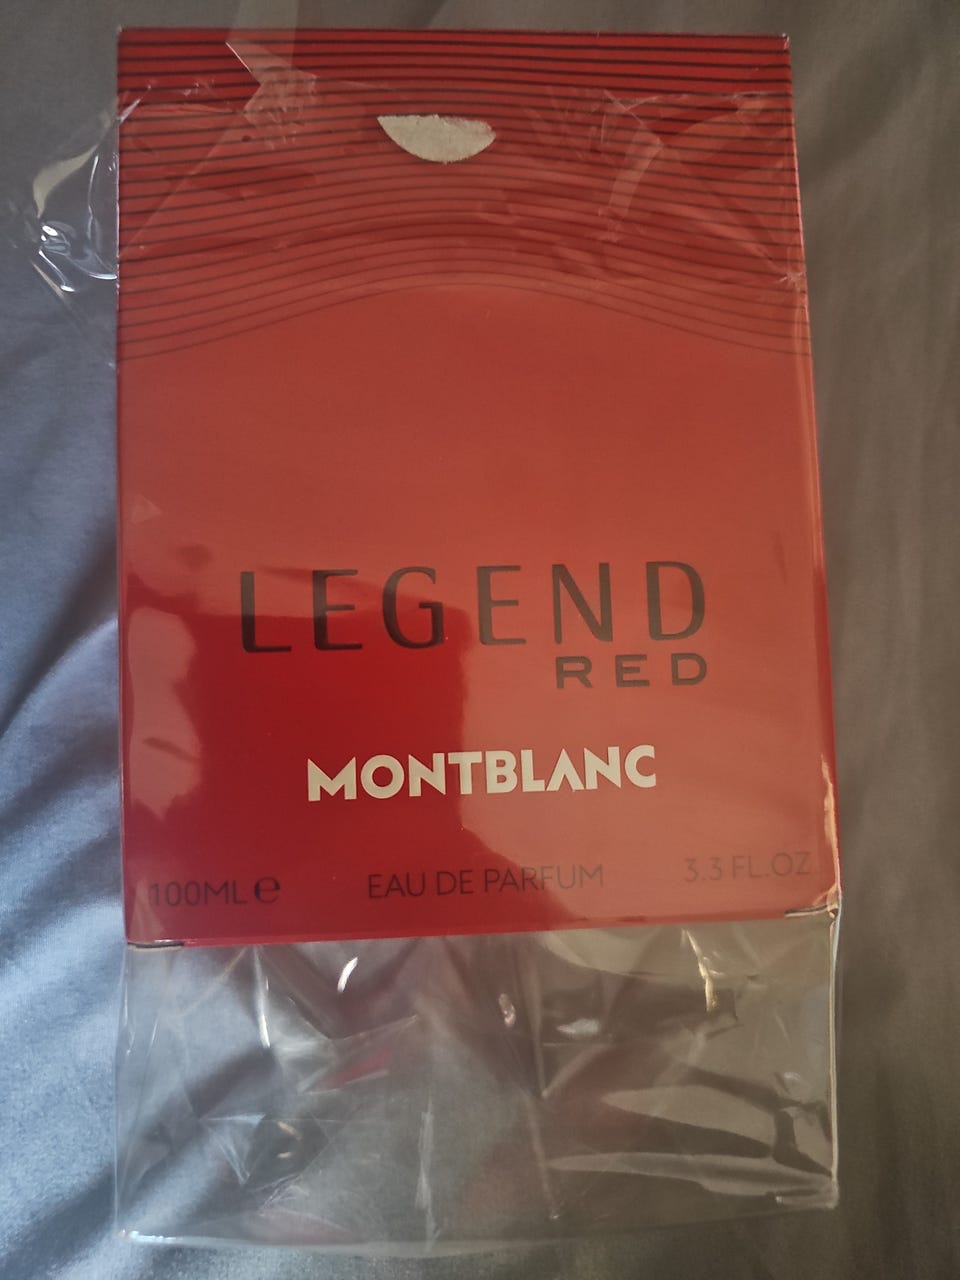 LEGEND
RED
MONTBLANC
100ML ℮ EAU DE PARFUM 3.3 FL.OZ